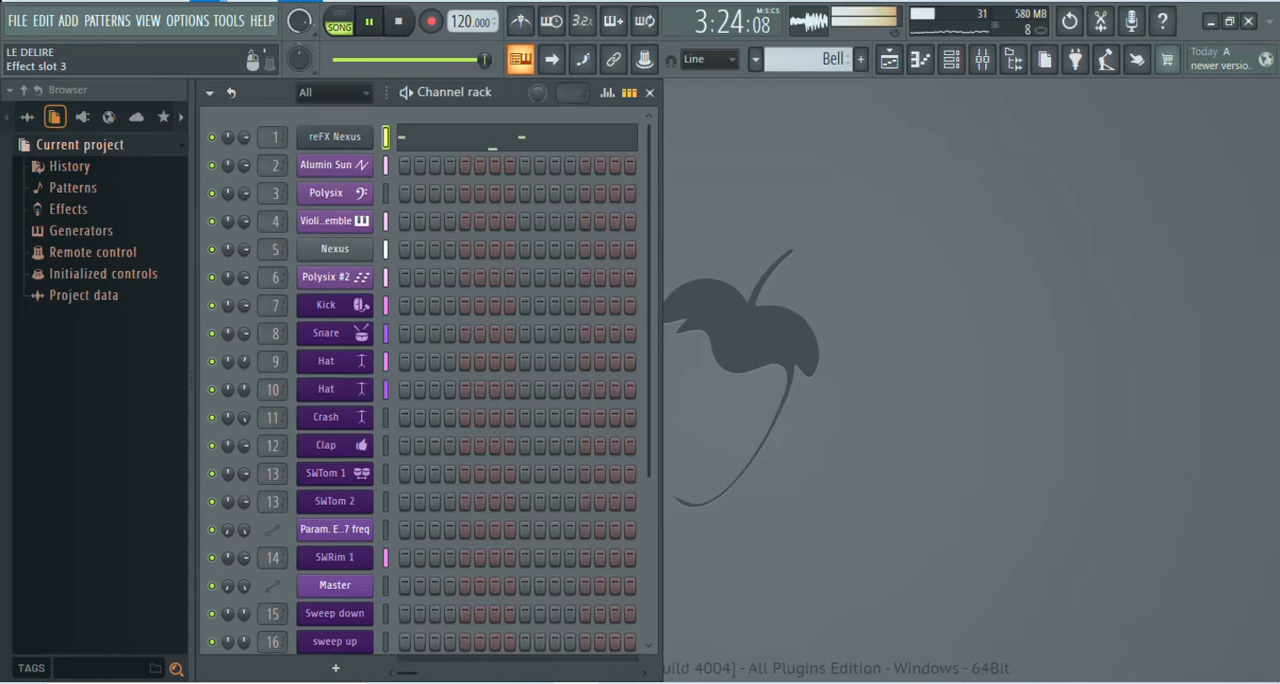 FILE EDIT ADD PATTERNS VIEW OPTIONS TOOLS HELP
PAT
SONG
120.000
3.2.
3:24:08
M:S:CS
31
580 MB
8
LE DELIRE
Effect slot 3
Line
Bell
Today A
newer versio..
Browser
All
Channel rack
Current project
History
Patterns
Effects
Generators
Remote control
Initialized controls
Project data
1 reFX Nexus
2 Alumin Sun
3 Polysix
4 Violi..emble
5 Nexus
6 Polysix #2
7 Kick
8 Snare
9 Hat
10 Hat
11 Crash
12 Clap
13 SWTom 1
13 SWTom 2
Param. E..7 freq
14 SWRim 1
Master
15 Sweep down
16 sweep up
TAGS
uild 4004] - All Plugins Edition - Windows - 64Bit